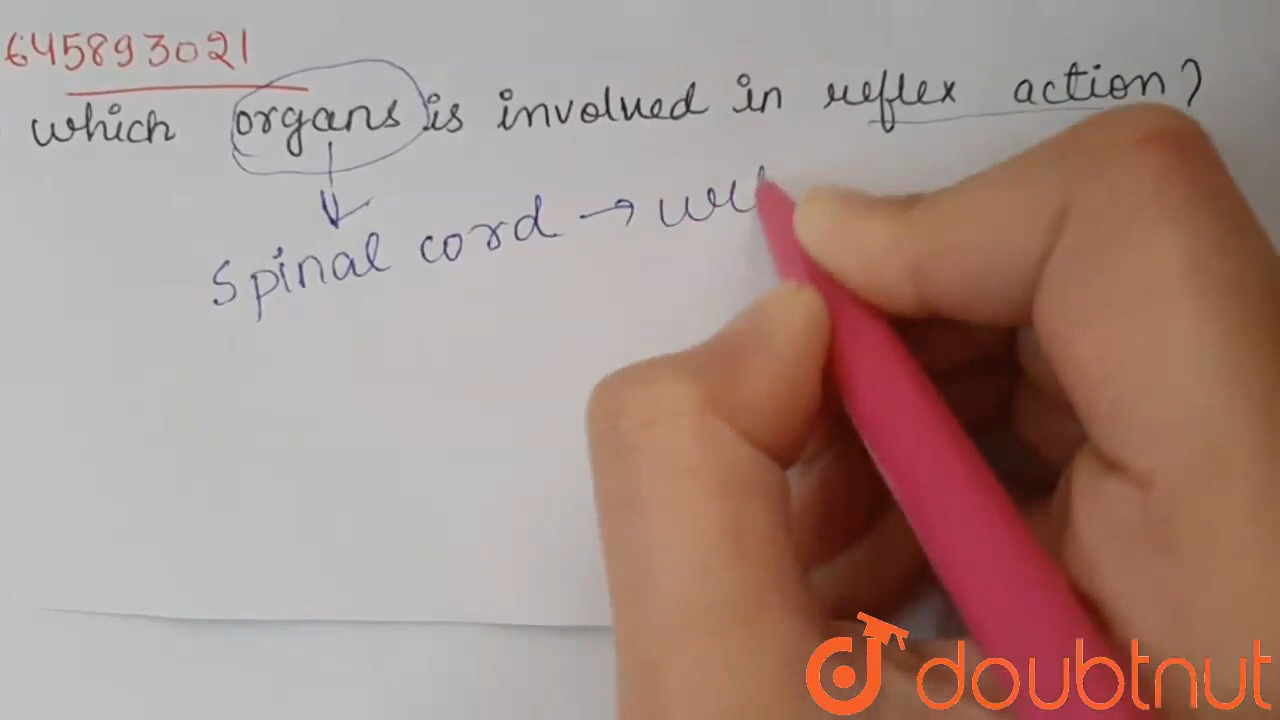 645893021
which organs is involved in reflex action?
Spinal cord →
doubtnut